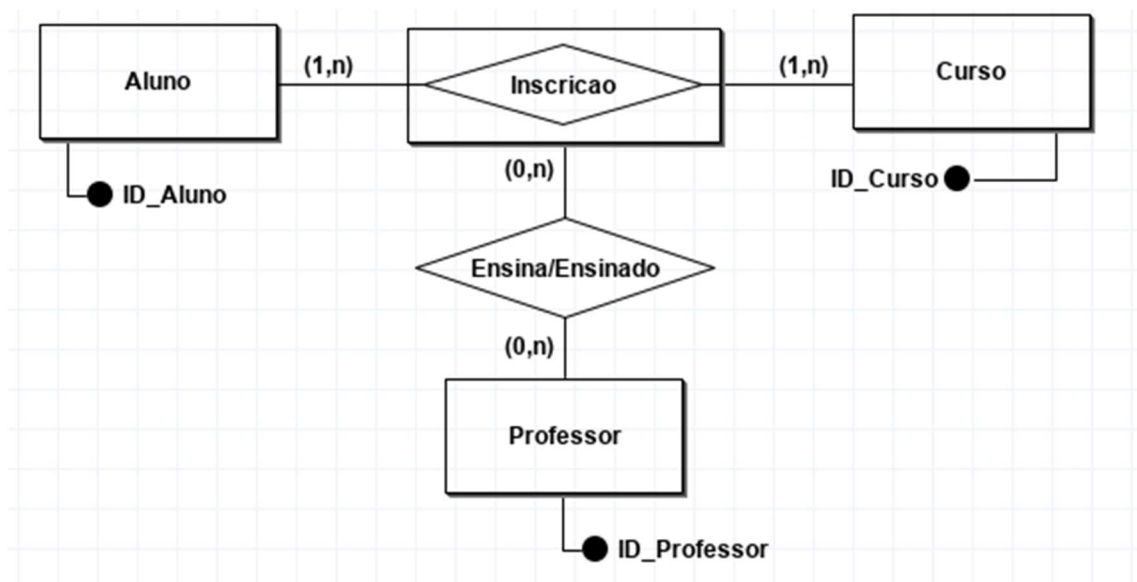 Aluno
(1,n)
Inscricao
(1,n)
Curso
ID_Aluno
(0,n)
ID_Curso
Ensina/Ensinado
(0,n)
Professor
ID_Professor